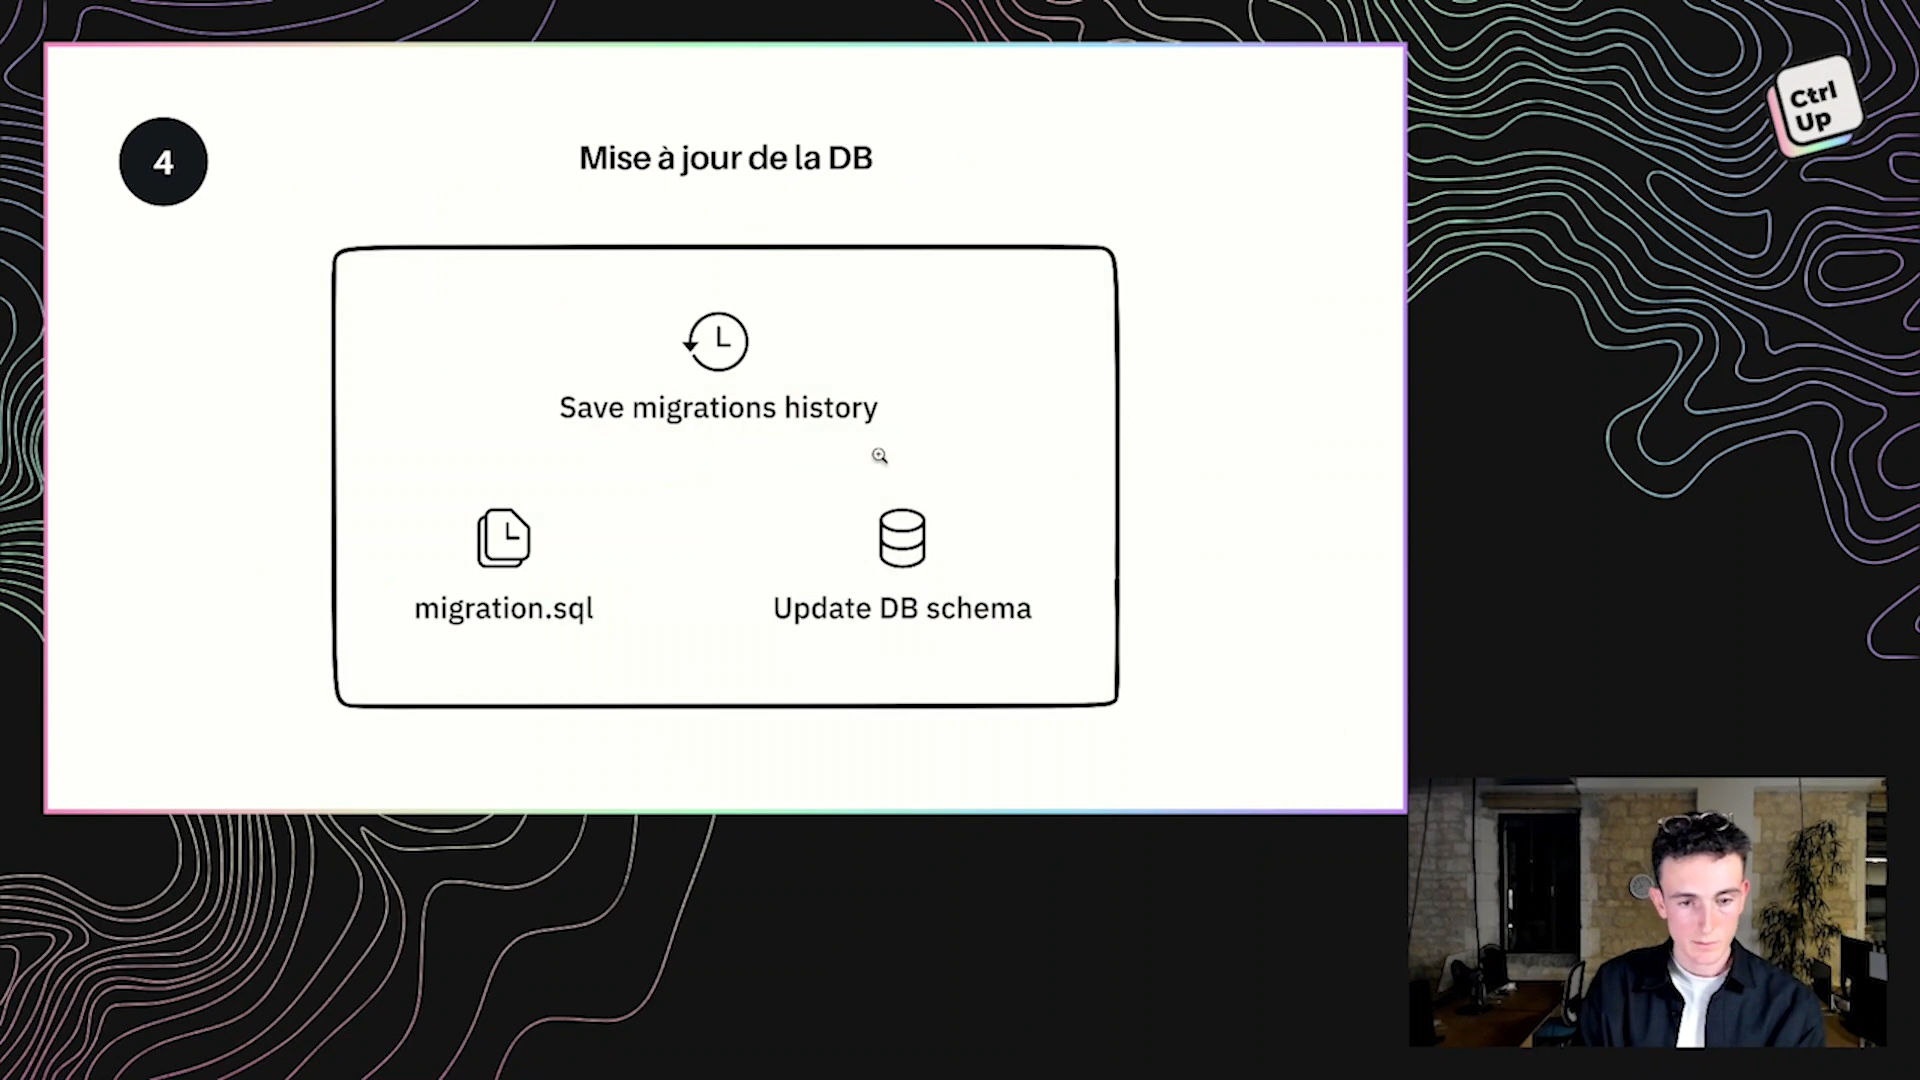 4
Mise à jour de la DB
Save migrations history
migration.sql
Update DB schema
Ctrl
Up